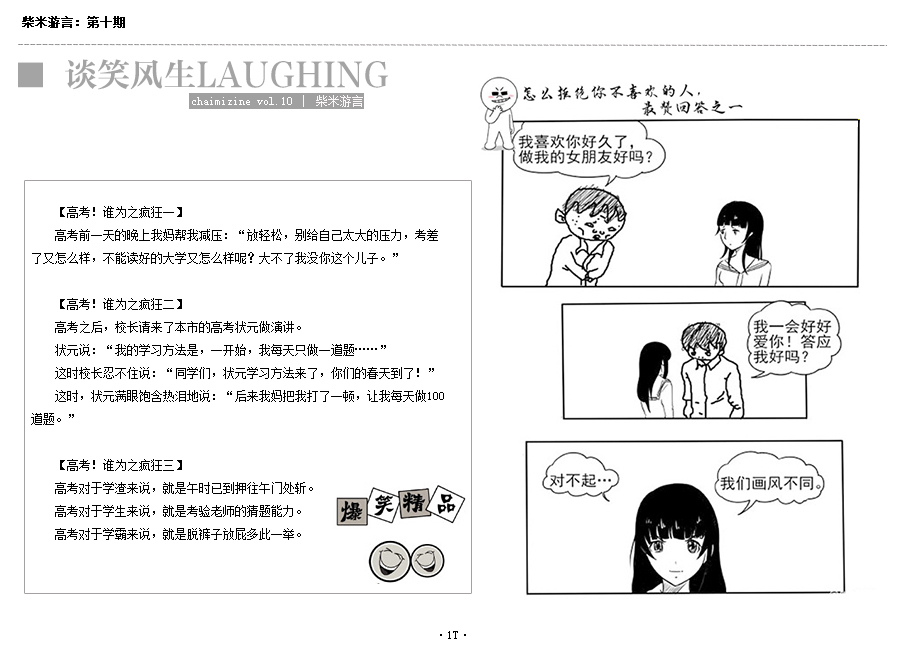 柴米游言：第十期
谈笑风生LAUGHING
chaimizine vol.10 | 柴米游言
【高考！谁为之疯狂一】
高考前一天的晚上我妈帮我减压：“放轻松，别给自己太大的压力，考差
了又怎么样，不能读好的大学又怎么样呢？大不了我没你这个儿子。”
【高考！谁为之疯狂二】
高考之后，校长请来了本市的高考状元做演讲。
状元说：“我的学习方法是，一开始，我每天只做一道题……”
这时校长忍不住说：“同学们，状元学习方法来了，你们的春天到了！”
这时，状元满眼饱含热泪地说：“后来我妈把我打了一顿，让我每天做100
道题。”
【高考！谁为之疯狂三】
高考对于学渣来说，就是午时已到押往午门处斩。
高考对于学生来说，就是考验老师的猜题能力。
高考对于学霸来说，就是脱裤子放屁多此一举。
爆笑精品
怎么拒绝你不喜欢的人，
最赞回答之一
我喜欢你好久了，
做我的女朋友好吗？
我一会好好
爱你！答应
我好吗？
对不起…
我们画风不同。
·1T·